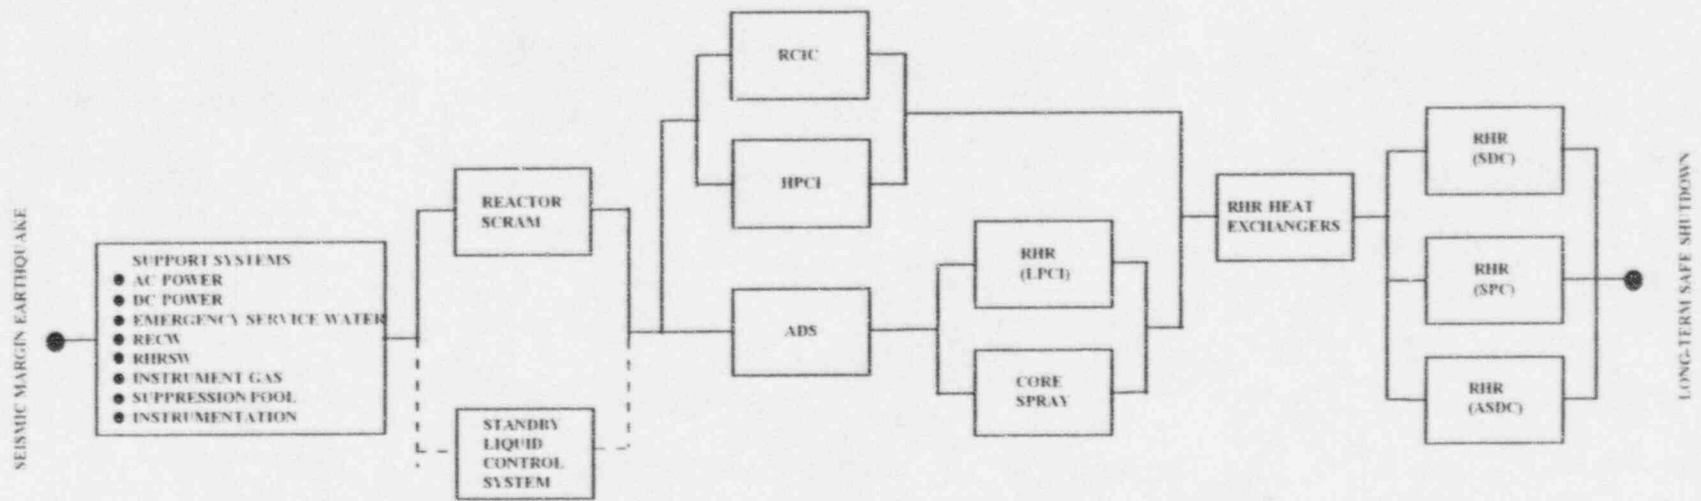 SEISMIC MARGIN EARTHQUAKE
SUPPORT SYSTEMS
AC POWER
DC POWER
EMERGENCY SERVICE WATER
RECW
RHRSW
INSTRUMENT GAS
SUPPRESSION POOL
INSTRUMENTATION
REACTOR
SCRAM
STANDBY
LIQUID
CONTROL
SYSTEM
RCIC
HPCI
ADS
RHR
(LPCI)
CORE
SPRAY
RHR HEAT
EXCHANGERS
RHR
(SDC)
RHR
(SPC)
RHR
(ASDC)
LONG-TERM SAFE SHUTDOWN